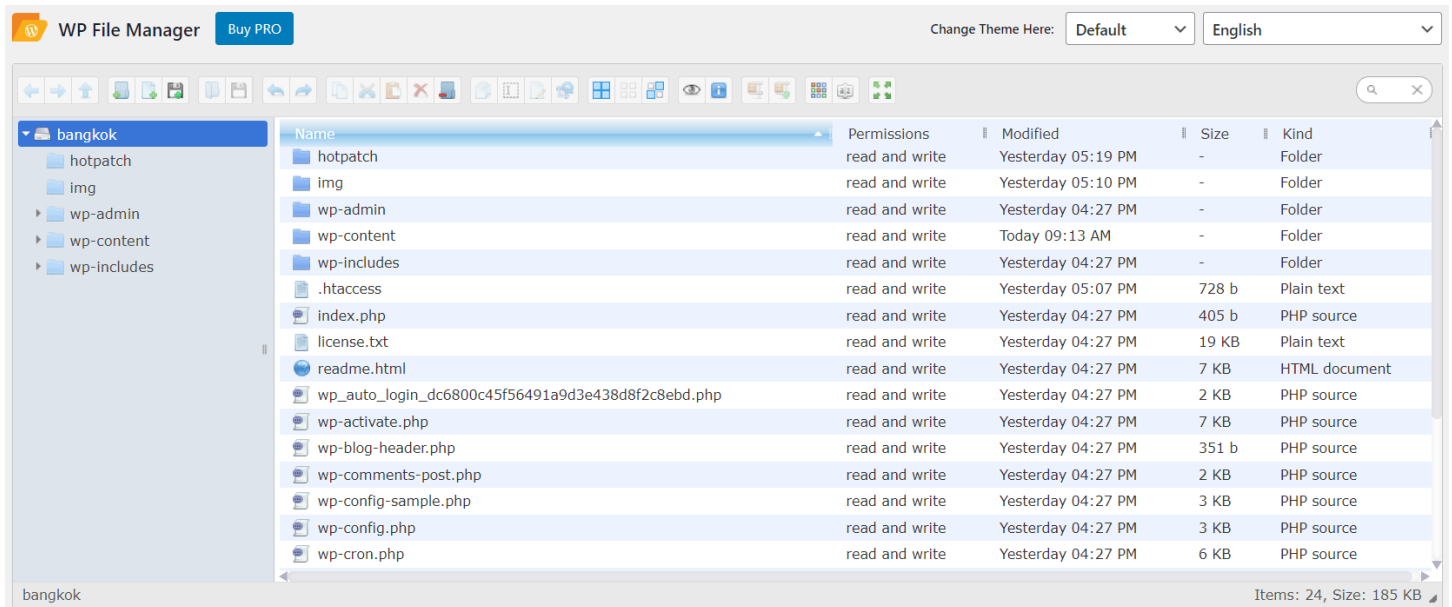 WP File Manager Buy PRO Change Theme Here: Default English
bangkok
hotpatch
img
wp-admin
wp-content
wp-includes
Name Permissions Modified Size Kind
hotpatch read and write Yesterday 05:19 PM - Folder
img read and write Yesterday 05:10 PM - Folder
wp-admin read and write Yesterday 04:27 PM - Folder
wp-content read and write Today 09:13 AM - Folder
wp-includes read and write Yesterday 04:27 PM - Folder
.htaccess read and write Yesterday 05:07 PM 728 b Plain text
index.php read and write Yesterday 04:27 PM 405 b PHP source
license.txt read and write Yesterday 04:27 PM 19 KB Plain text
readme.html read and write Yesterday 04:27 PM 7 KB HTML document
wp_auto_login_dc6800c45f56491a9d3e438d8f2c8ebd.php read and write Yesterday 04:27 PM 2 KB PHP source
wp-activate.php read and write Yesterday 04:27 PM 7 KB PHP source
wp-blog-header.php read and write Yesterday 04:27 PM 351 b PHP source
wp-comments-post.php read and write Yesterday 04:27 PM 2 KB PHP source
wp-config-sample.php read and write Yesterday 04:27 PM 3 KB PHP source
wp-config.php read and write Yesterday 04:27 PM 3 KB PHP source
wp-cron.php read and write Yesterday 04:27 PM 6 KB PHP source
bangkok Items: 24, Size: 185 KB